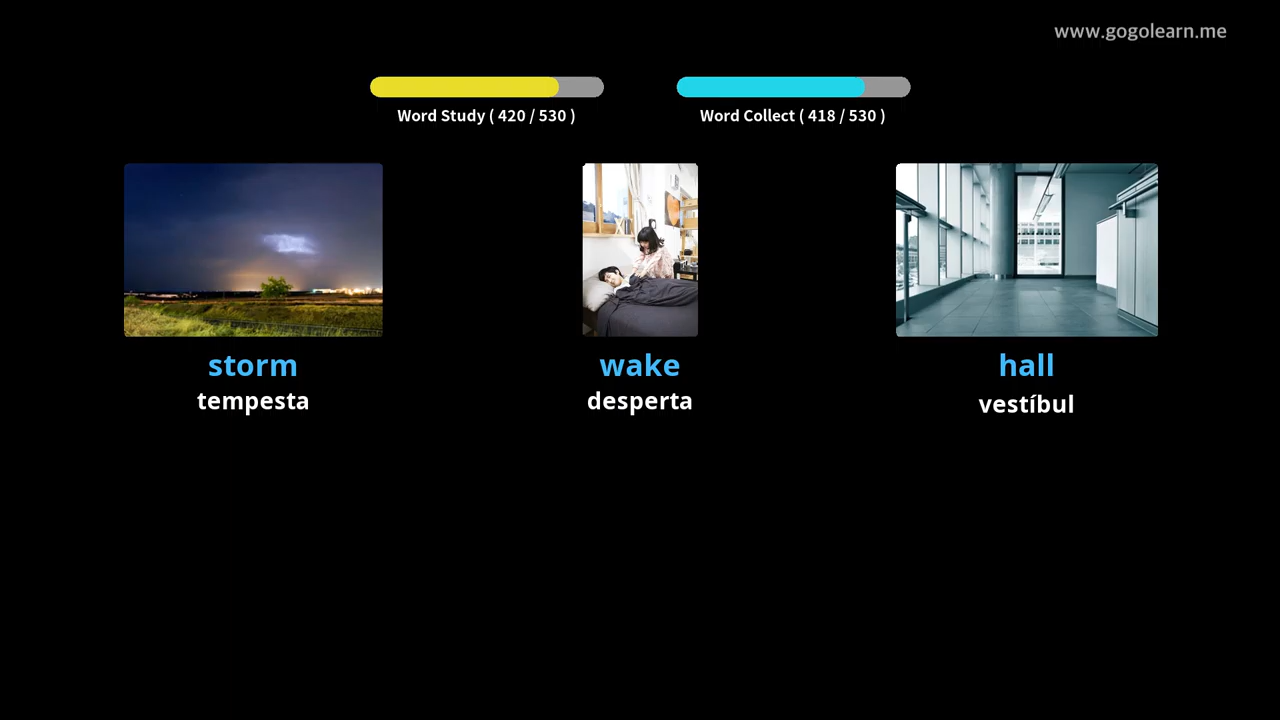 www.gogolearn.me
Word Study ( 420 / 530 )
Word Collect ( 418 / 530 )
storm
tempesta
wake
desperta
hall
vestíbul